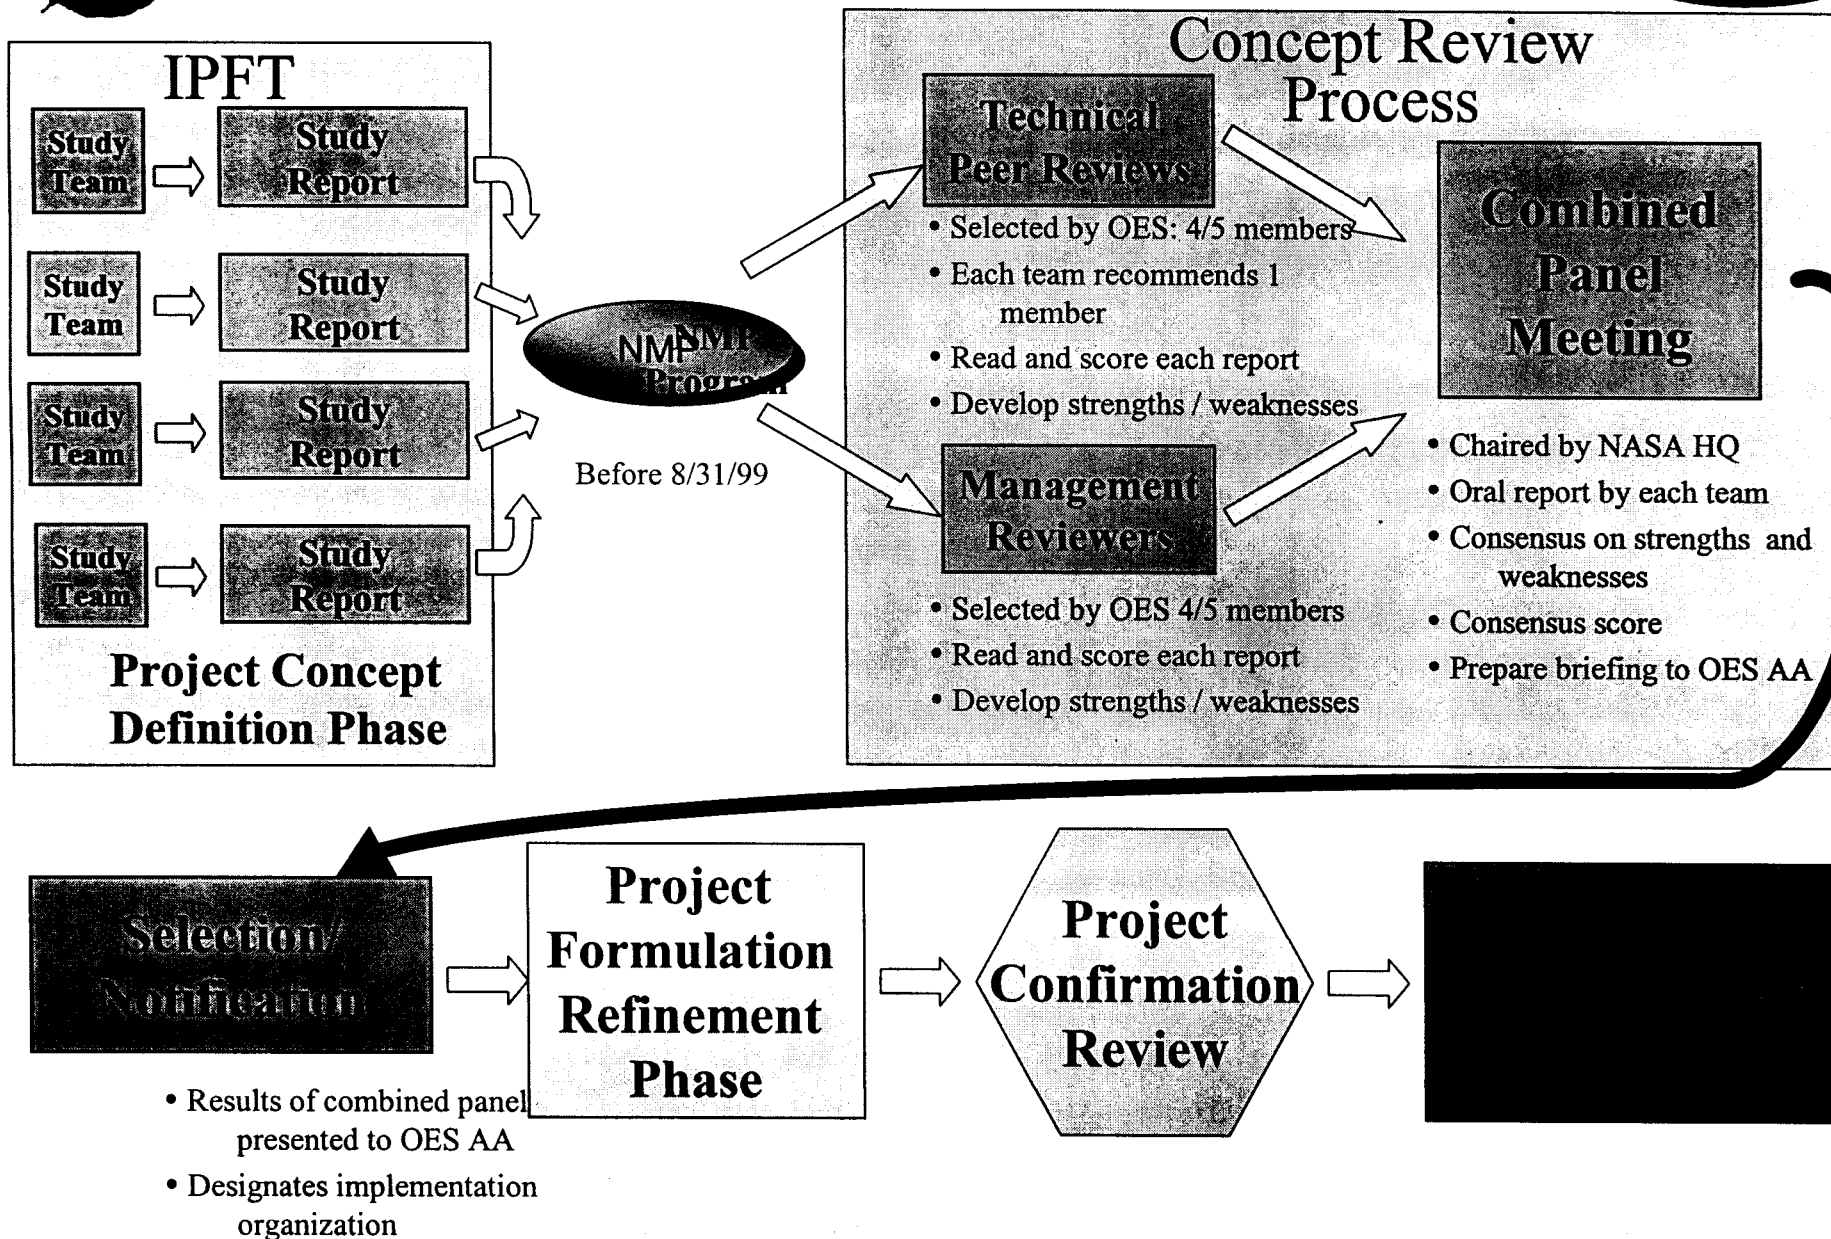 IPFT
Study
Team
Study
Report
Study
Team
Study
Report
Study
Team
Study
Report
Study
Team
Study
Report
Project Concept
Definition Phase
NMP
NMP
Program
Before 8/31/99
Concept Review
Process
Technical
Peer Reviews
• Selected by OES: 4/5 members
• Each team recommends 1
member
• Read and score each report
• Develop strengths / weaknesses
Management
Reviewers
• Selected by OES 4/5 members
• Read and score each report
• Develop strengths / weaknesses
Combined
Panel
Meeting
• Chaired by NASA HQ
• Oral report by each team
• Consensus on strengths and
weaknesses
• Consensus score
• Prepare briefing to OES AA
Selection/
Notification
• Results of combined panel
presented to OES AA
• Designates implementation
organization
Project
Formulation
Refinement
Phase
Project
Confirmation
Review